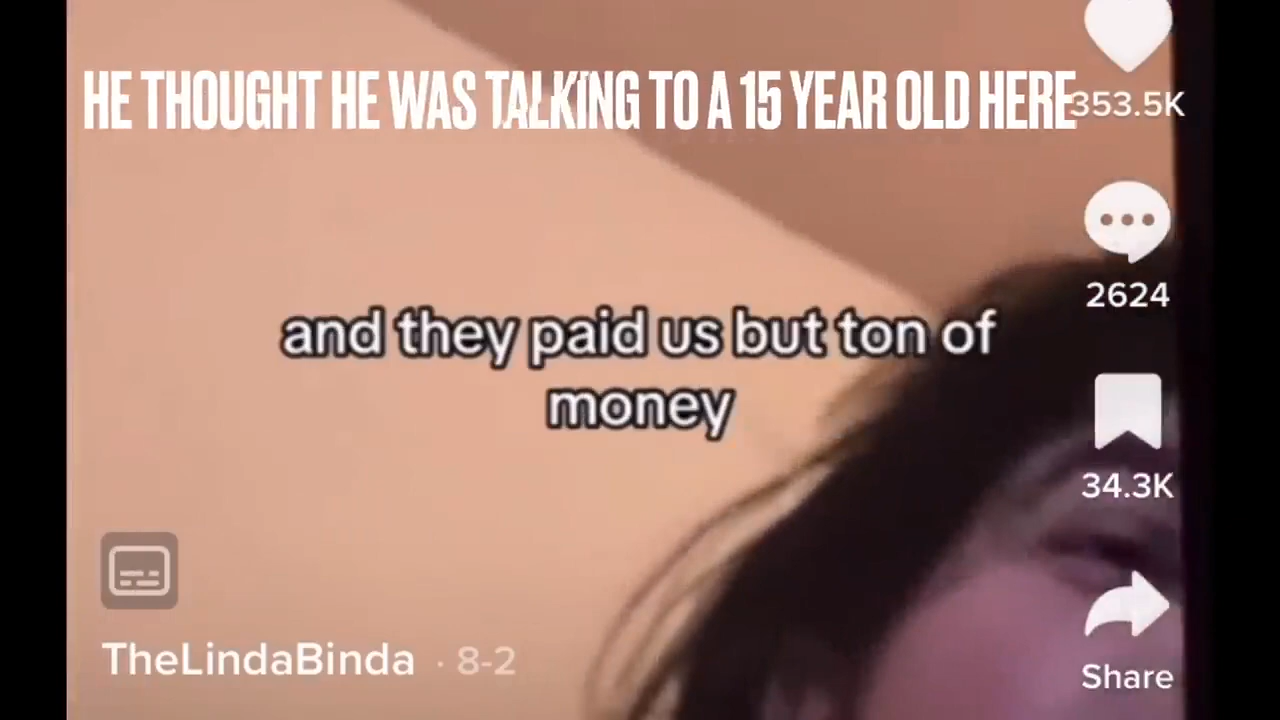 HE THOUGHT HE WAS TALKING TO A 15 YEAR OLD HERE
353.5K
and they paid us but ton of
money
2624
34.3K
TheLindaBinda · 8-2
Share